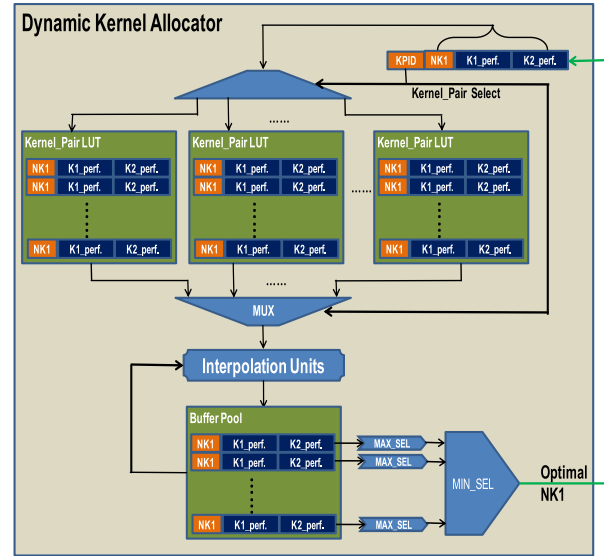 Dynamic Kernel Allocator
KPID NK1 K1_perf. K2_perf.
Kernel_Pair Select
......
Kernel_Pair LUT Kernel_Pair LUT Kernel_Pair LUT
NK1 K1_perf. K2_perf. NK1 K1_perf. K2_perf. NK1 K1_perf. K2_perf.
NK1 K1_perf. K2_perf. NK1 K1_perf. K2_perf. ...... NK1 K1_perf. K2_perf.
NK1 K1_perf. K2_perf. NK1 K1_perf. K2_perf. NK1 K1_perf. K2_perf.
......
MUX
Interpolation Units
Buffer Pool
NK1 K1_perf. K2_perf. MAX_SEL
NK1 K1_perf. K2_perf. MAX_SEL
MIN_SEL
Optimal
NK1
NK1 K1_perf. K2_perf. MAX_SEL